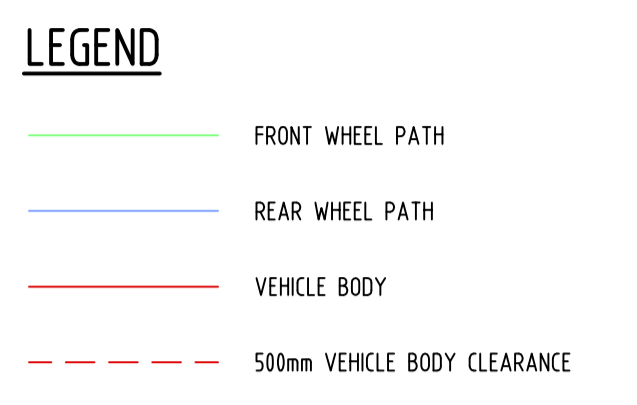 LEGEND
FRONT WHEEL PATH
REAR WHEEL PATH
VEHICLE BODY
500mm VEHICLE BODY CLEARANCE